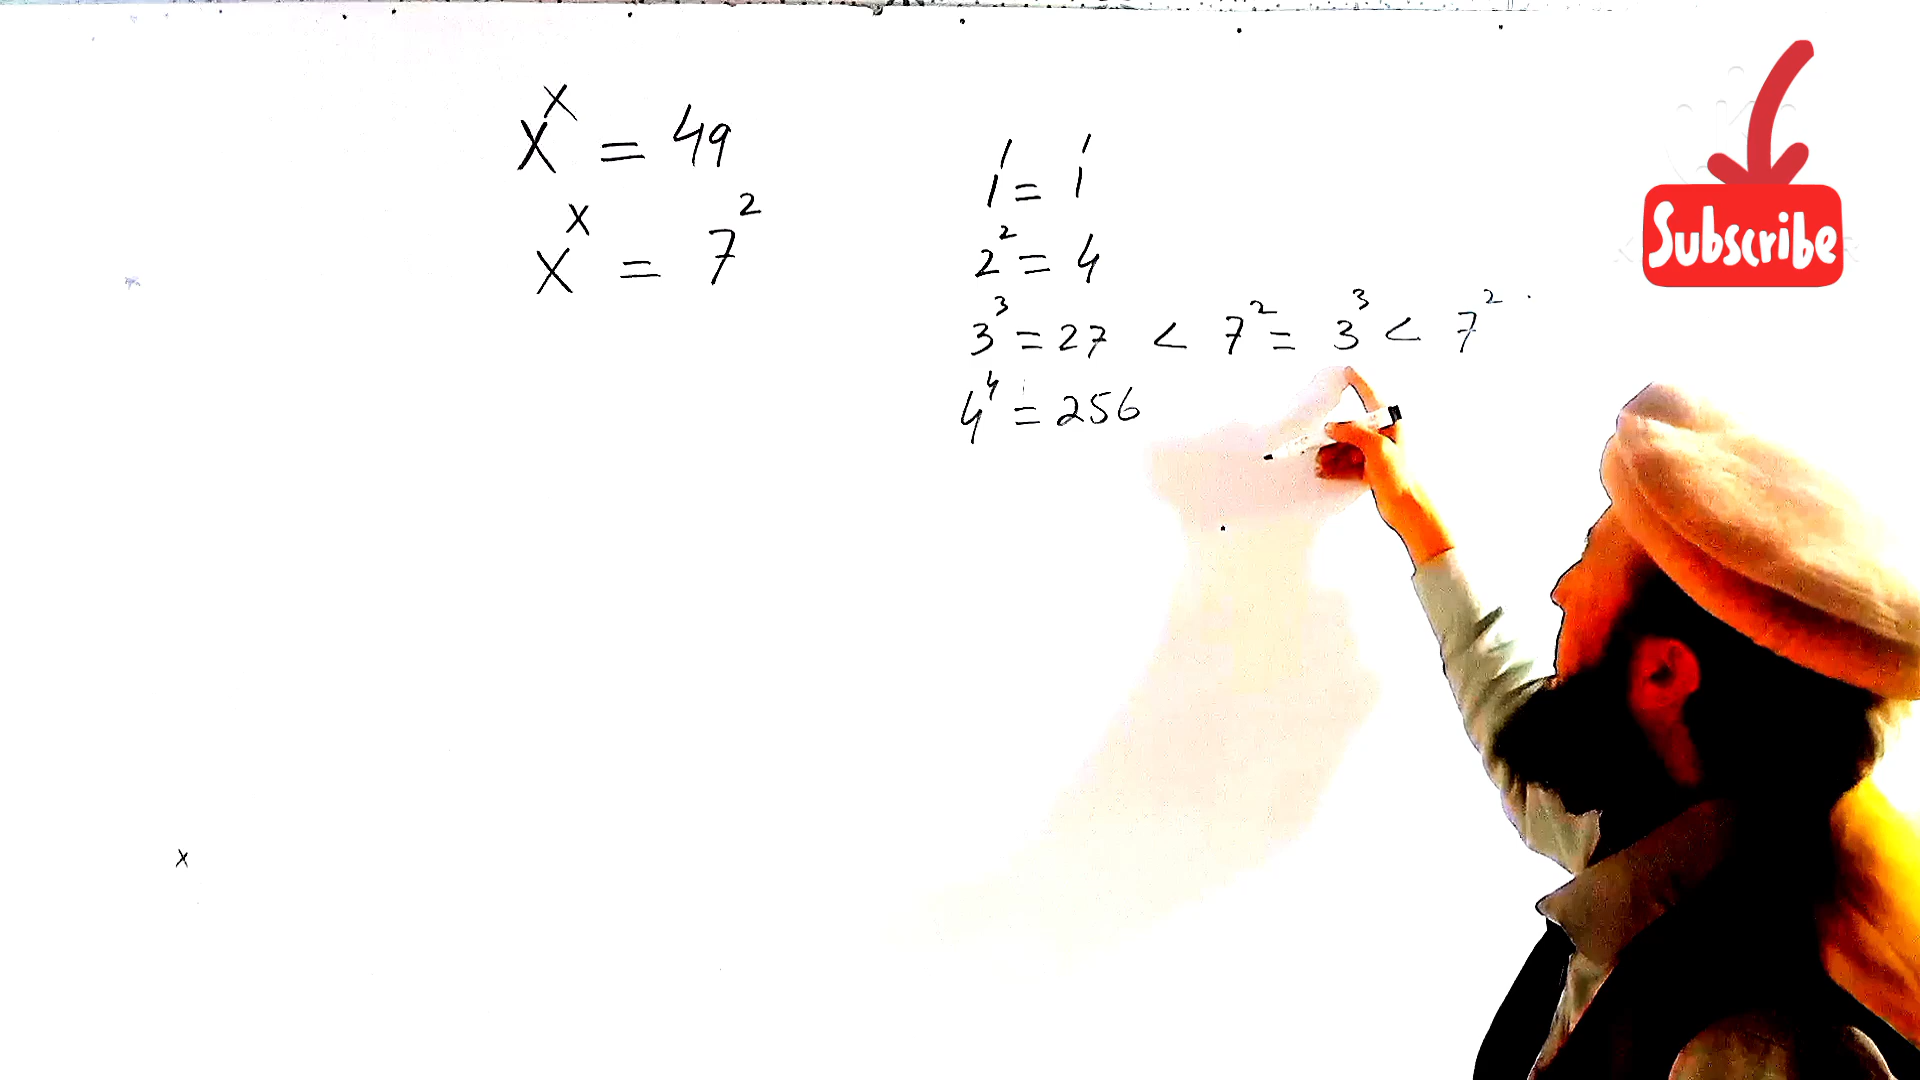 x^x = 49
x^x = 7^2
1^1 = 1^1
2^2 = 4
3^3 = 27 < 7^2 = 3^3 < 7^2
4^4 = 256
x
Subscribe